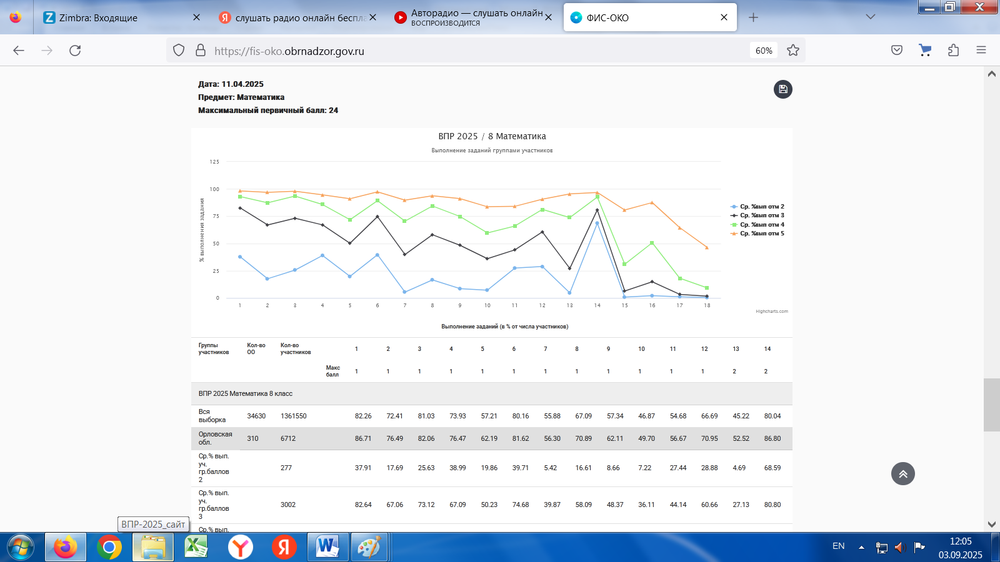 Zimbra: Входящие
слушать радио онлайн беспла
Авторадио — слушать онлайн
ВОСПРОИЗВОДИТСЯ
ФИС-ОКО
https://fis-oko.obrnadzor.gov.ru
60%
Дата: 11.04.2025
Предмет: Математика
Максимальный первичный балл: 24
ВПР 2025 / 8 Математика
Выполнение заданий группами участников
% выполнения задания
125
100
75
50
25
0
1 2 3 4 5 6 7 8 9 10 11 12 13 14 15 16 17 18
Ср. %вып отм 2
Ср. %вып отм 3
Ср. %вып отм 4
Ср. %вып отм 5
Highcharts.com
Выполнение заданий (в % от числа участников)
Группы участников Кол-во ОО Кол-во участников 1 2 3 4 5 6 7 8 9 10 11 12 13 14
Макс балл 1 1 1 1 1 1 1 1 1 1 1 1 2 2
ВПР 2025 Математика 8 класс
Вся выборка 34630 1361550 82.26 72.41 81.03 73.93 57.21 80.16 55.88 67.09 57.34 46.87 54.68 66.69 45.22 80.04
Орловская обл. 310 6712 86.71 76.49 82.06 76.47 62.19 81.62 56.30 70.89 62.11 49.70 56.67 70.95 52.52 86.80
Ср.% вып. уч. гр.баллов 2 277 37.91 17.69 25.63 38.99 19.86 39.71 5.42 16.61 8.66 7.22 27.44 28.88 4.69 68.59
Ср.% вып. уч. гр.баллов 3 3002 82.64 67.06 73.12 67.09 50.23 74.68 39.87 58.09 48.37 36.11 44.14 60.66 27.13 80.80
Ср.% вып.
ВПР-2025_сайт
EN
12:05
03.09.2025